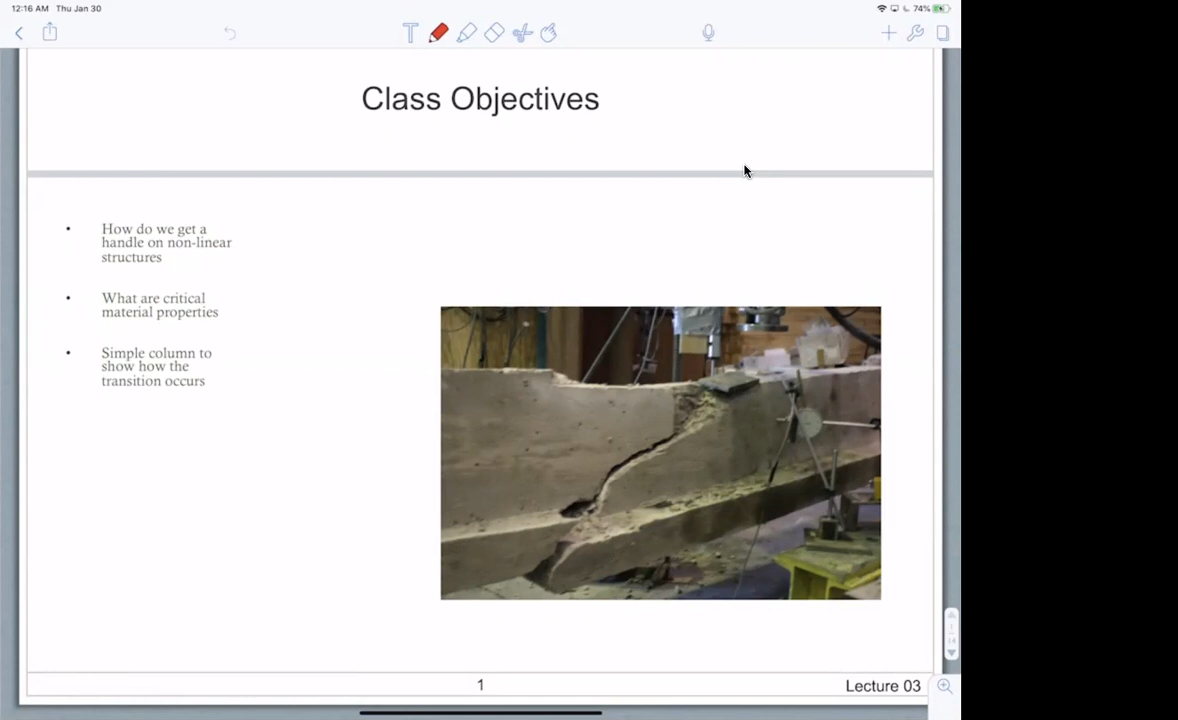 12:16 AM Thu Jan 30
74%
Class Objectives
• How do we get a
handle on non-linear
structures
• What are critical
material properties
• Simple column to
show how the
transition occurs
1
Lecture 03